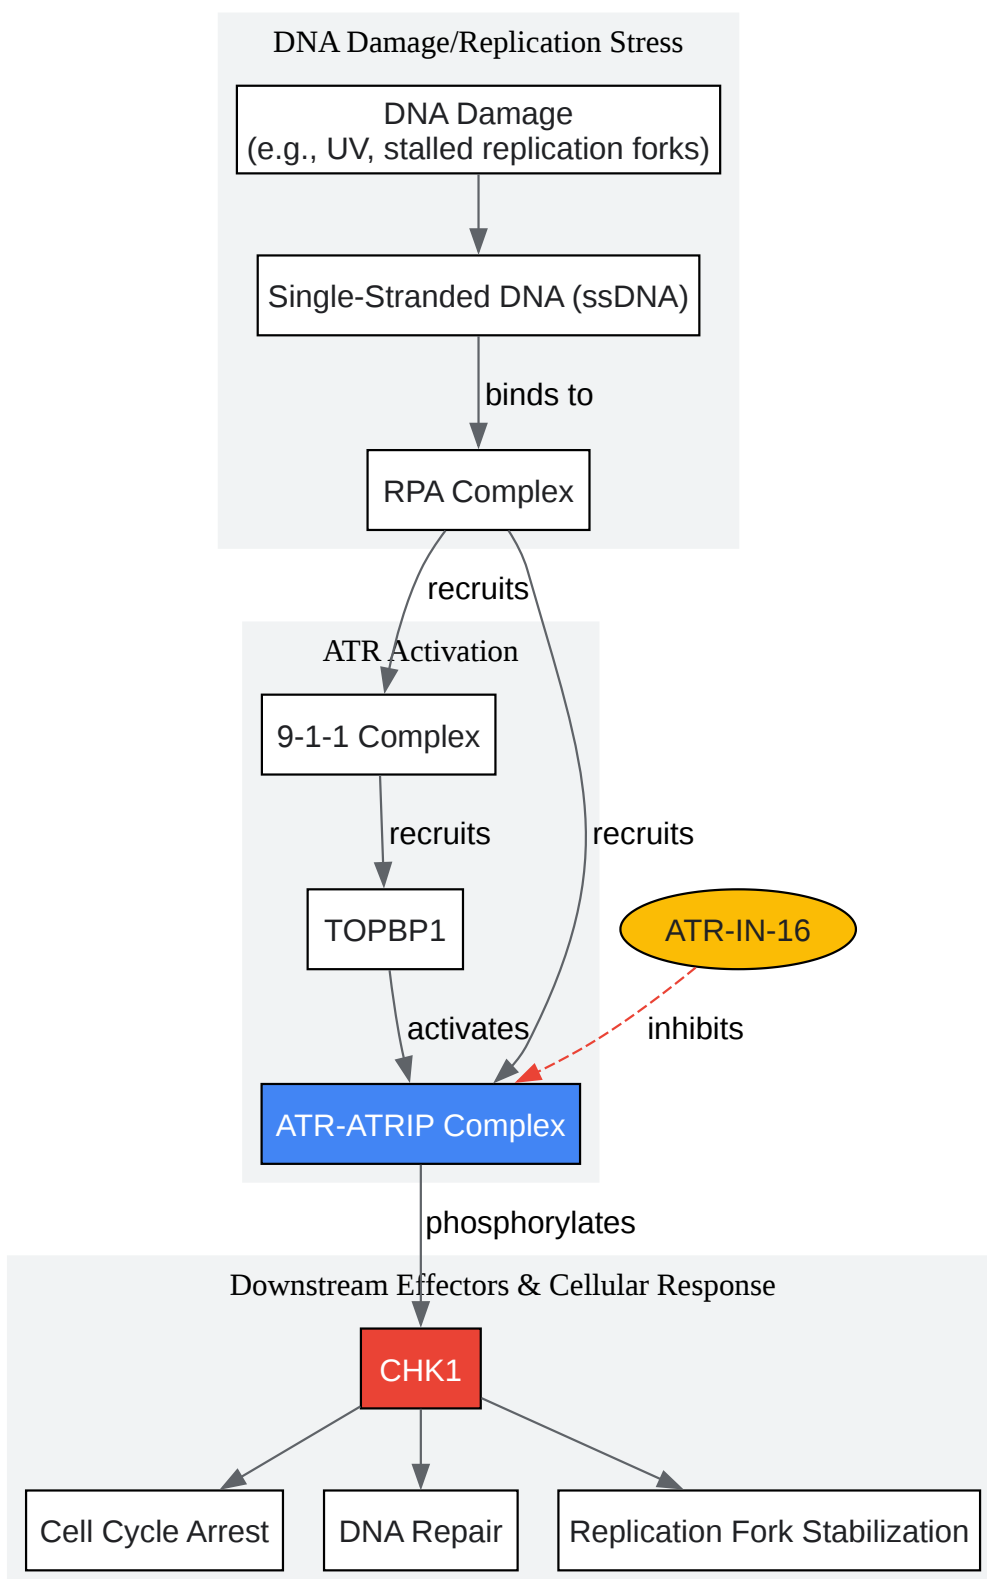 DNA Damage/Replication Stress
DNA Damage
(e.g., UV, stalled replication forks)
Single-Stranded DNA (ssDNA)
binds to
RPA Complex
recruits
ATR Activation
9-1-1 Complex
recruits
recruits
TOPBP1
ATR-IN-16
activates
inhibits
ATR-ATRIP Complex
phosphorylates
Downstream Effectors & Cellular Response
CHK1
Cell Cycle Arrest
DNA Repair
Replication Fork Stabilization